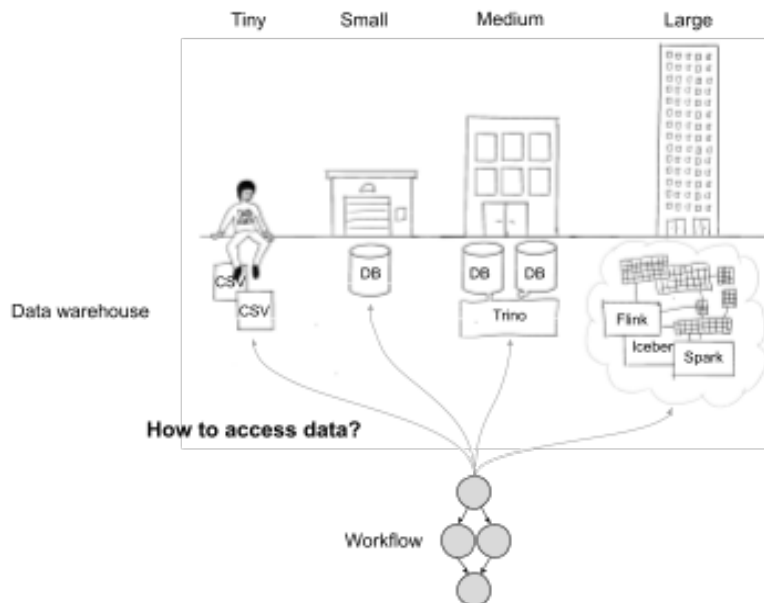 Tiny Small Medium Large
CSV
CSV
DB
DB DB
Trino
Flink
Iceber
Spark
Data warehouse
How to access data?
Workflow